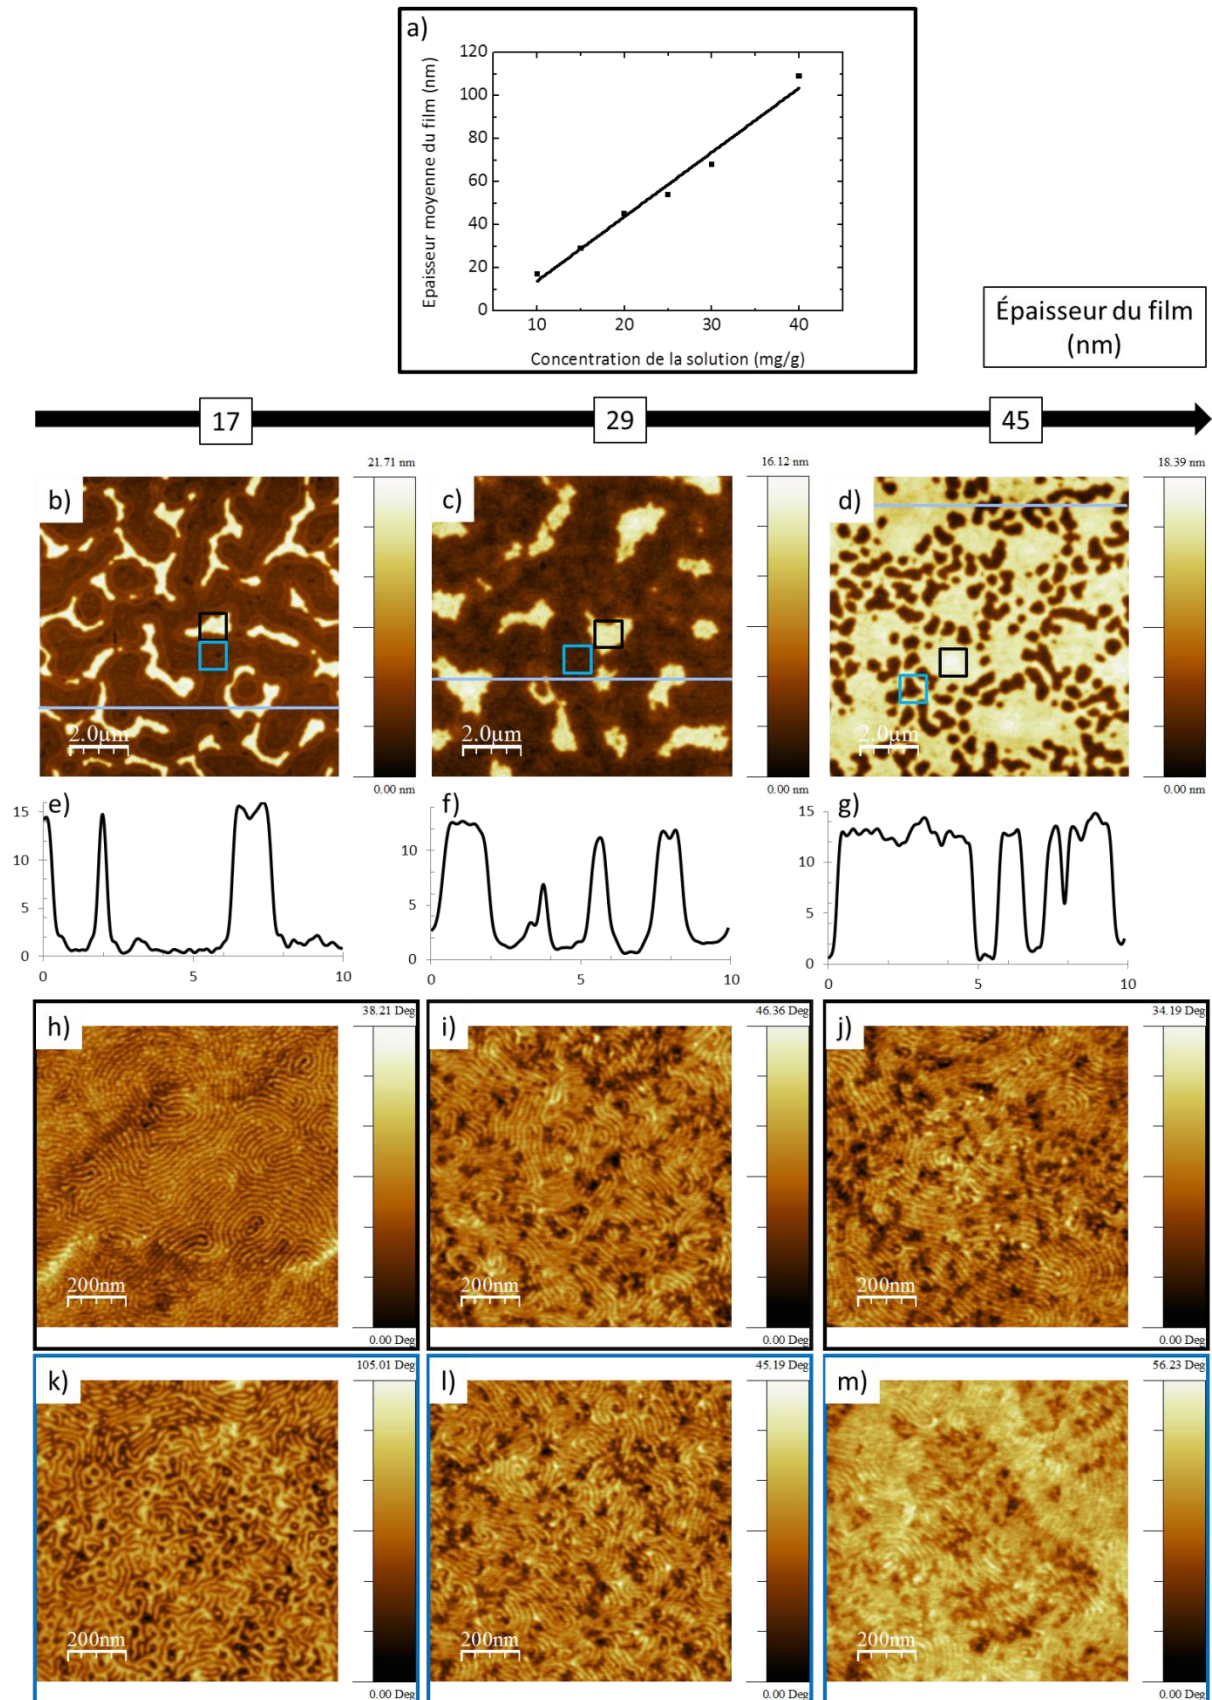 a)
120
100
80
60
40
20
0
Epaisseur moyenne du film (nm)
10 20 30 40
Concentration de la solution (mg/g)
Épaisseur du film
(nm)
17 29 45
b)
21.71 nm
2.0µm
0.00 nm
c)
16.12 nm
2.0µm
0.00 nm
d)
18.39 nm
2.0µm
0.00 nm
e)
15
10
5
0
0 5 10
f)
10
5
0
0 5 10
g)
15
10
5
0
0 5 10
h)
38.21 Deg
200nm
0.00 Deg
i)
46.36 Deg
200nm
0.00 Deg
j)
34.19 Deg
200nm
0.00 Deg
k)
105.01 Deg
200nm
0.00 Deg
l)
45.19 Deg
200nm
0.00 Deg
m)
56.23 Deg
200nm
0.00 Deg